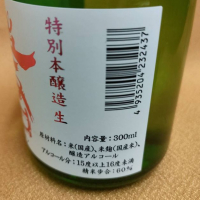 特別本醸造生
4935204232437
内容量：300ml
原材料名：米（国産）、米麹（国産米）、
醸造アルコール
アルコール分：15度以上16度未満
精米歩合：60％